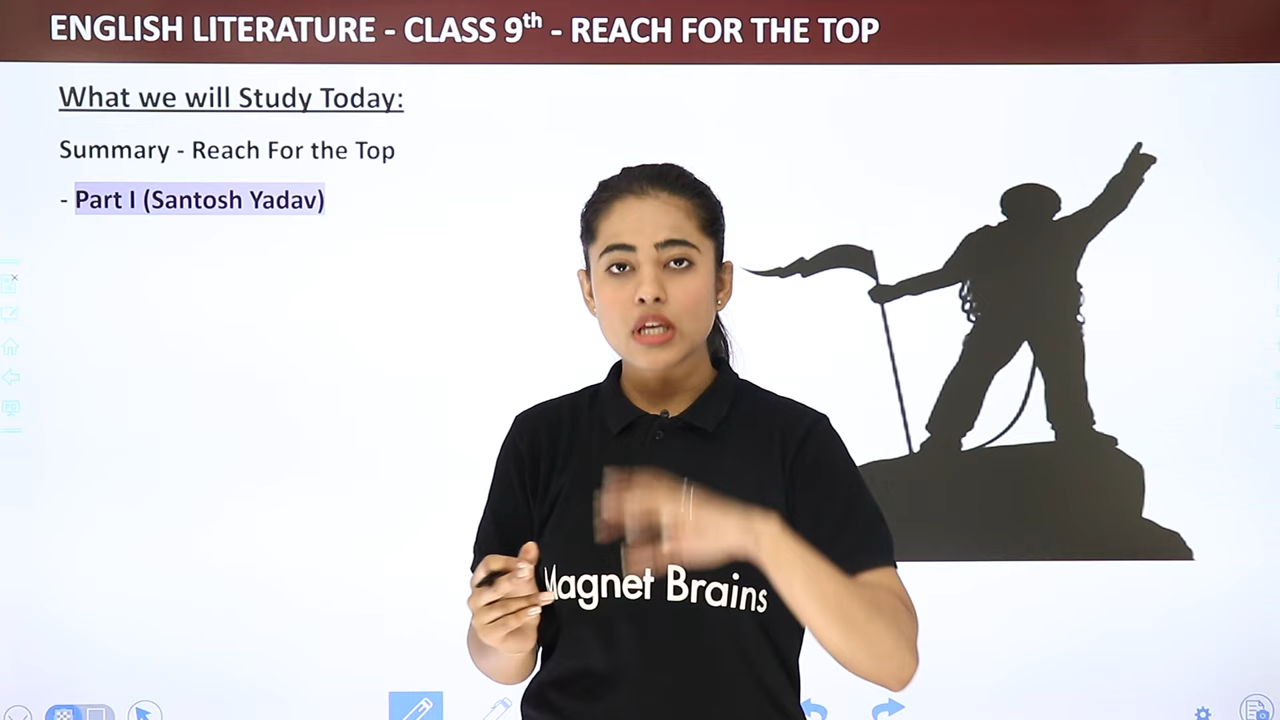 ENGLISH LITERATURE - CLASS 9th - REACH FOR THE TOP
What we will Study Today:
Summary - Reach For the Top
- Part I (Santosh Yadav)
Magnet Brains